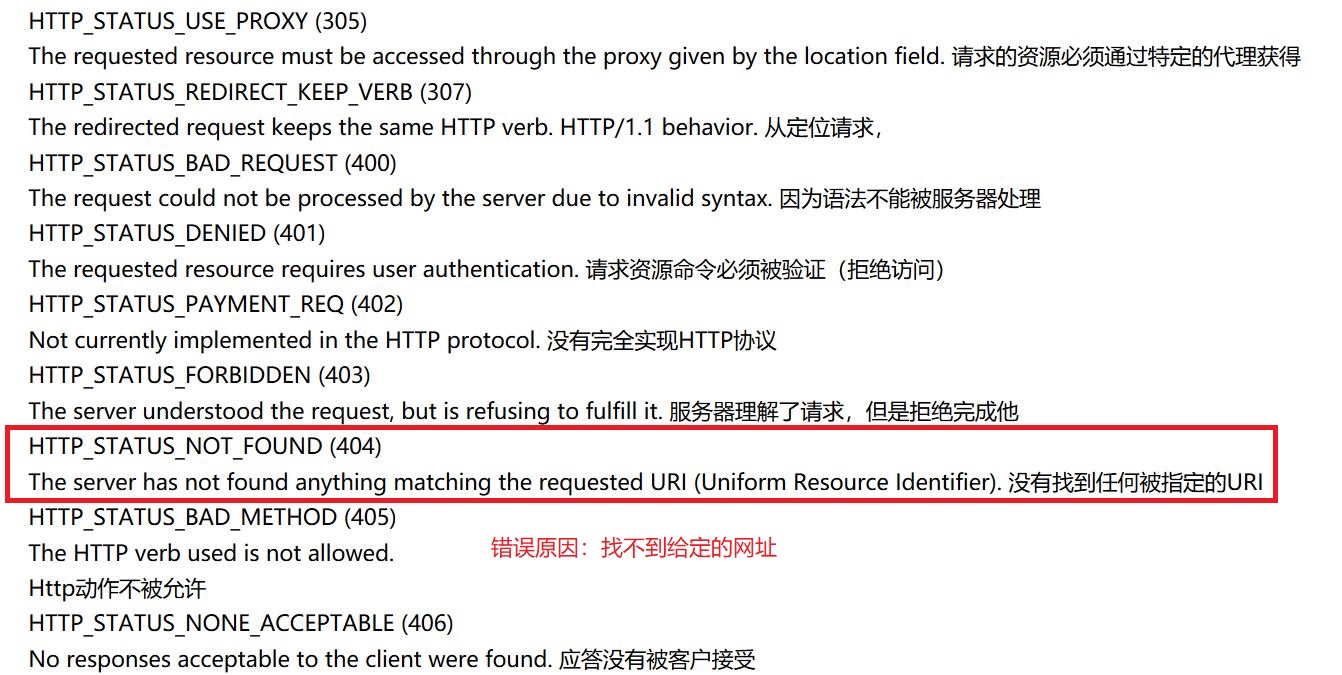 HTTP_STATUS_USE_PROXY (305)
The requested resource must be accessed through the proxy given by the location field. 请求的资源必须通过特定的代理获得
HTTP_STATUS_REDIRECT_KEEP_VERB (307)
The redirected request keeps the same HTTP verb. HTTP/1.1 behavior. 从定位请求，
HTTP_STATUS_BAD_REQUEST (400)
The request could not be processed by the server due to invalid syntax. 因为语法不能被服务器处理
HTTP_STATUS_DENIED (401)
The requested resource requires user authentication. 请求资源命令必须被验证（拒绝访问）
HTTP_STATUS_PAYMENT_REQ (402)
Not currently implemented in the HTTP protocol. 没有完全实现HTTP协议
HTTP_STATUS_FORBIDDEN (403)
The server understood the request, but is refusing to fulfill it. 服务器理解了请求，但是拒绝完成他
HTTP_STATUS_NOT_FOUND (404)
The server has not found anything matching the requested URI (Uniform Resource Identifier). 没有找到任何被指定的URI
HTTP_STATUS_BAD_METHOD (405)
The HTTP verb used is not allowed.
错误原因：找不到给定的网址
Http动作不被允许
HTTP_STATUS_NONE_ACCEPTABLE (406)
No responses acceptable to the client were found. 应答没有被客户接受